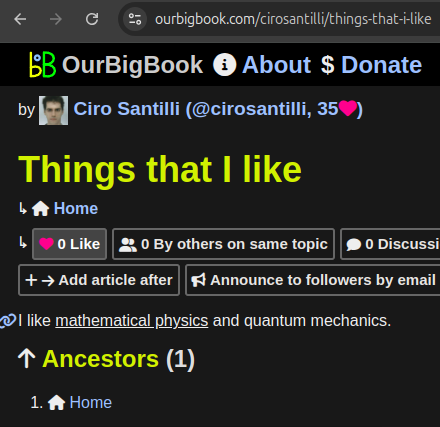 ourbigbook.com/cirosantilli/things-that-i-like
bB OurBigBook About $ Donate
by Ciro Santilli (@cirosantilli, 35)
Things that I like
↳ Home
↳ 0 Like 0 By others on same topic 0 Discussi
+ → Add article after Announce to followers by email
I like mathematical physics and quantum mechanics.
↑ Ancestors (1)
1. Home